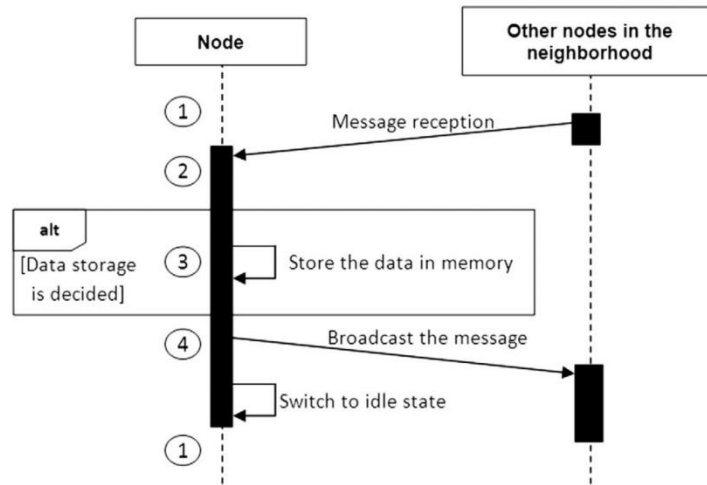 Node
Other nodes in the
neighborhood
1
Message reception
2
alt
[Data storage
is decided]
3
Store the data in memory
4
Broadcast the message
Switch to idle state
1